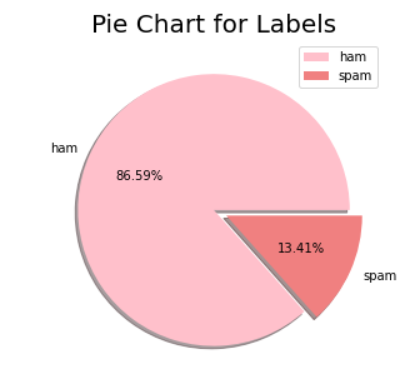 Pie Chart for Labels
ham
spam
ham
86.59%
13.41%
spam